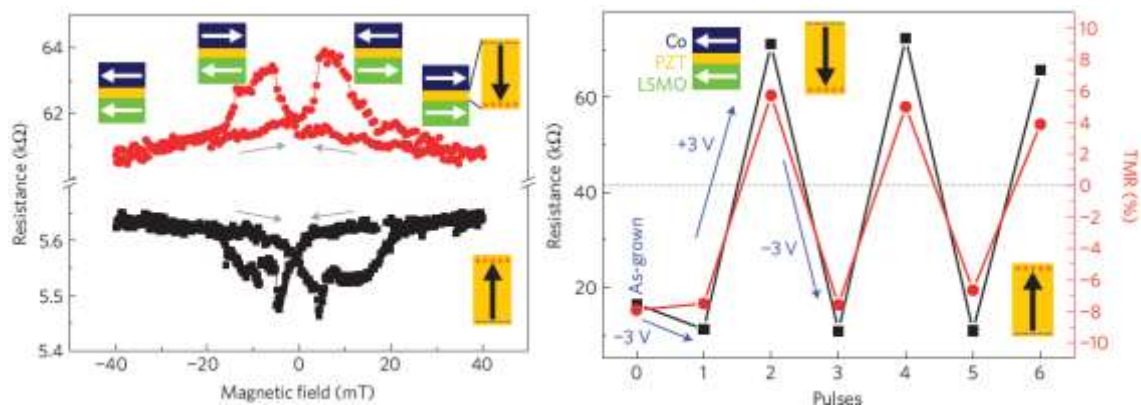 64
62
5.6
5.5
5.4
Resistance (kΩ)
Resistance (kΩ)
−40
−20
0
20
40
Magnetic field (mT)
Co
PZT
LSMO
+3 V
−3 V
As-grown
−3 V
60
40
20
Resistance (kΩ)
0
1
2
3
4
5
6
Pulses
10
8
6
4
2
0
−2
−4
−6
−8
−10
TMR (%)